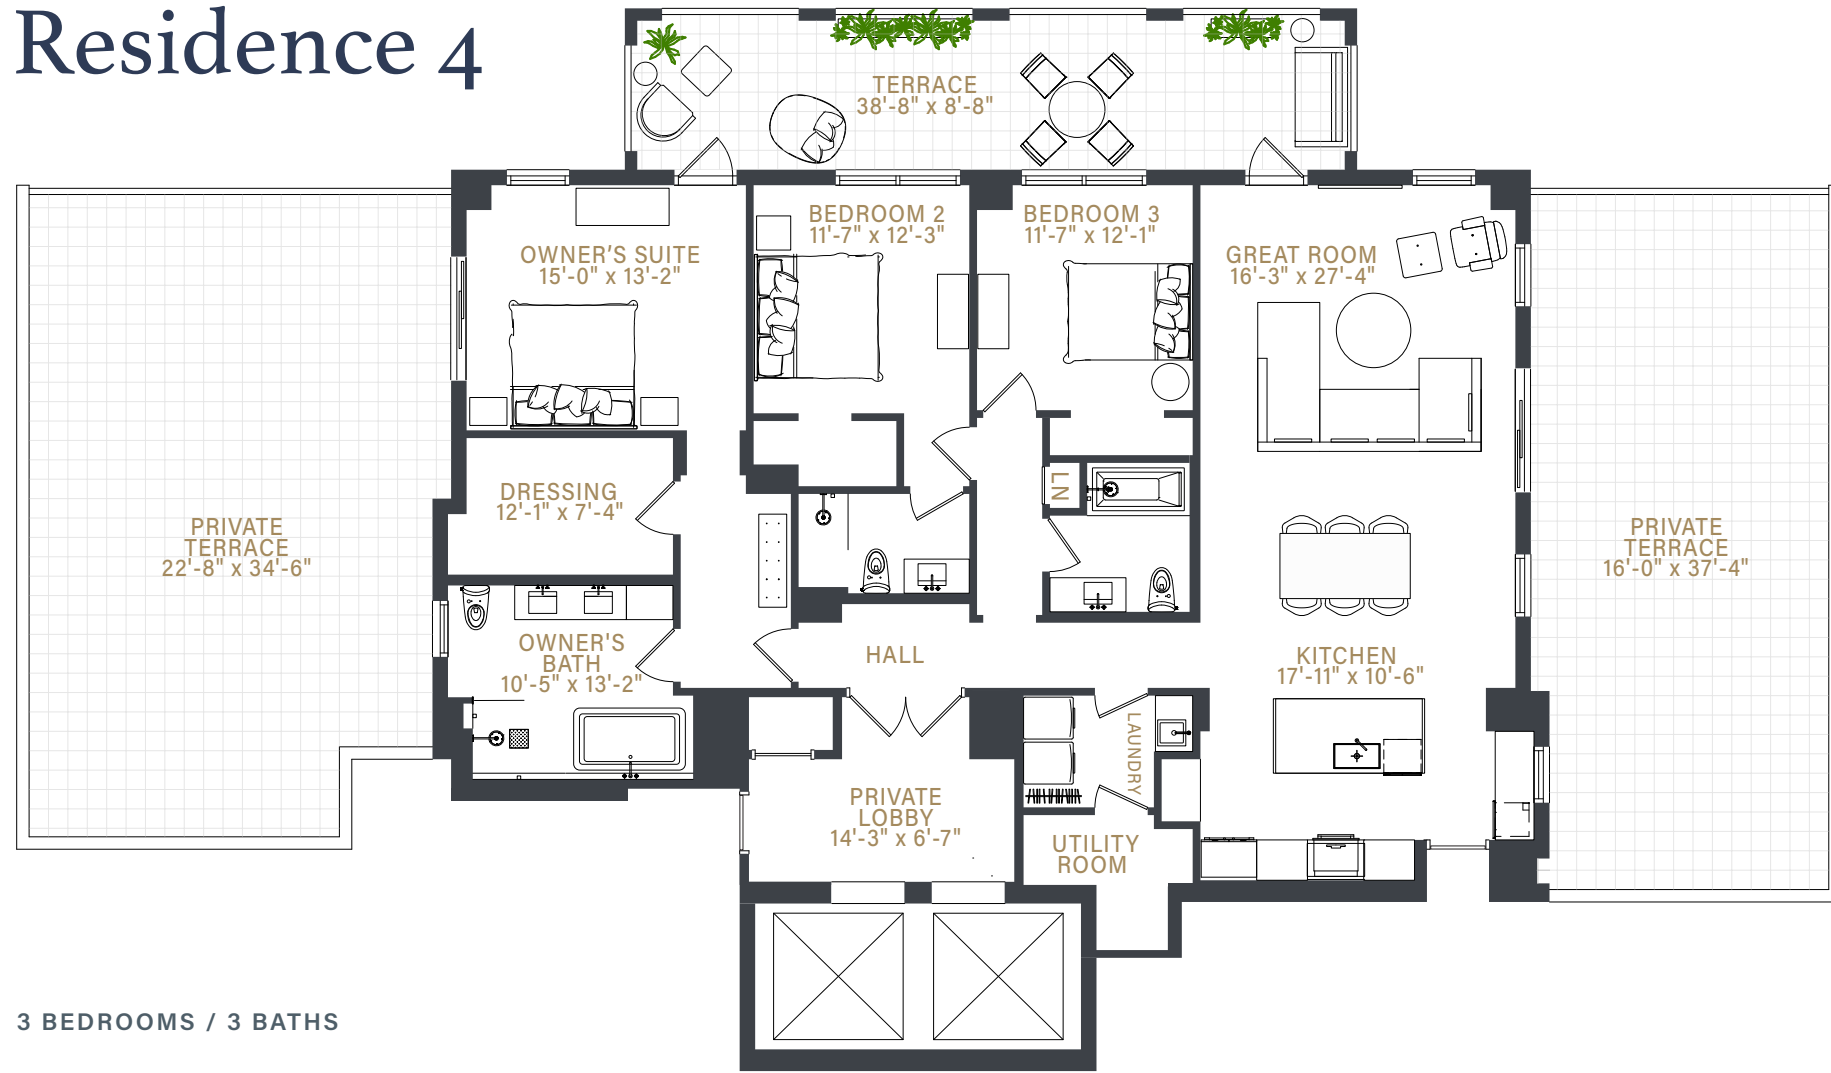 Residence 4
TERRACE
38'-8" x 8'-8"
OWNER'S SUITE
15'-0" x 13'-2"
BEDROOM 2
11'-7" x 12'-3"
BEDROOM 3
11'-7" x 12'-1"
GREAT ROOM
16'-3" x 27'-4"
DRESSING
12'-1" x 7'-4"
LN
PRIVATE
TERRACE
22'-8" x 34'-6"
PRIVATE
TERRACE
16'-0" x 37'-4"
OWNER'S
BATH
10'-5" x 13'-2"
HALL
KITCHEN
17'-11" x 10'-6"
LAUNDRY
PRIVATE
LOBBY
14'-3" x 6'-7"
UTILITY
ROOM
3 BEDROOMS / 3 BATHS